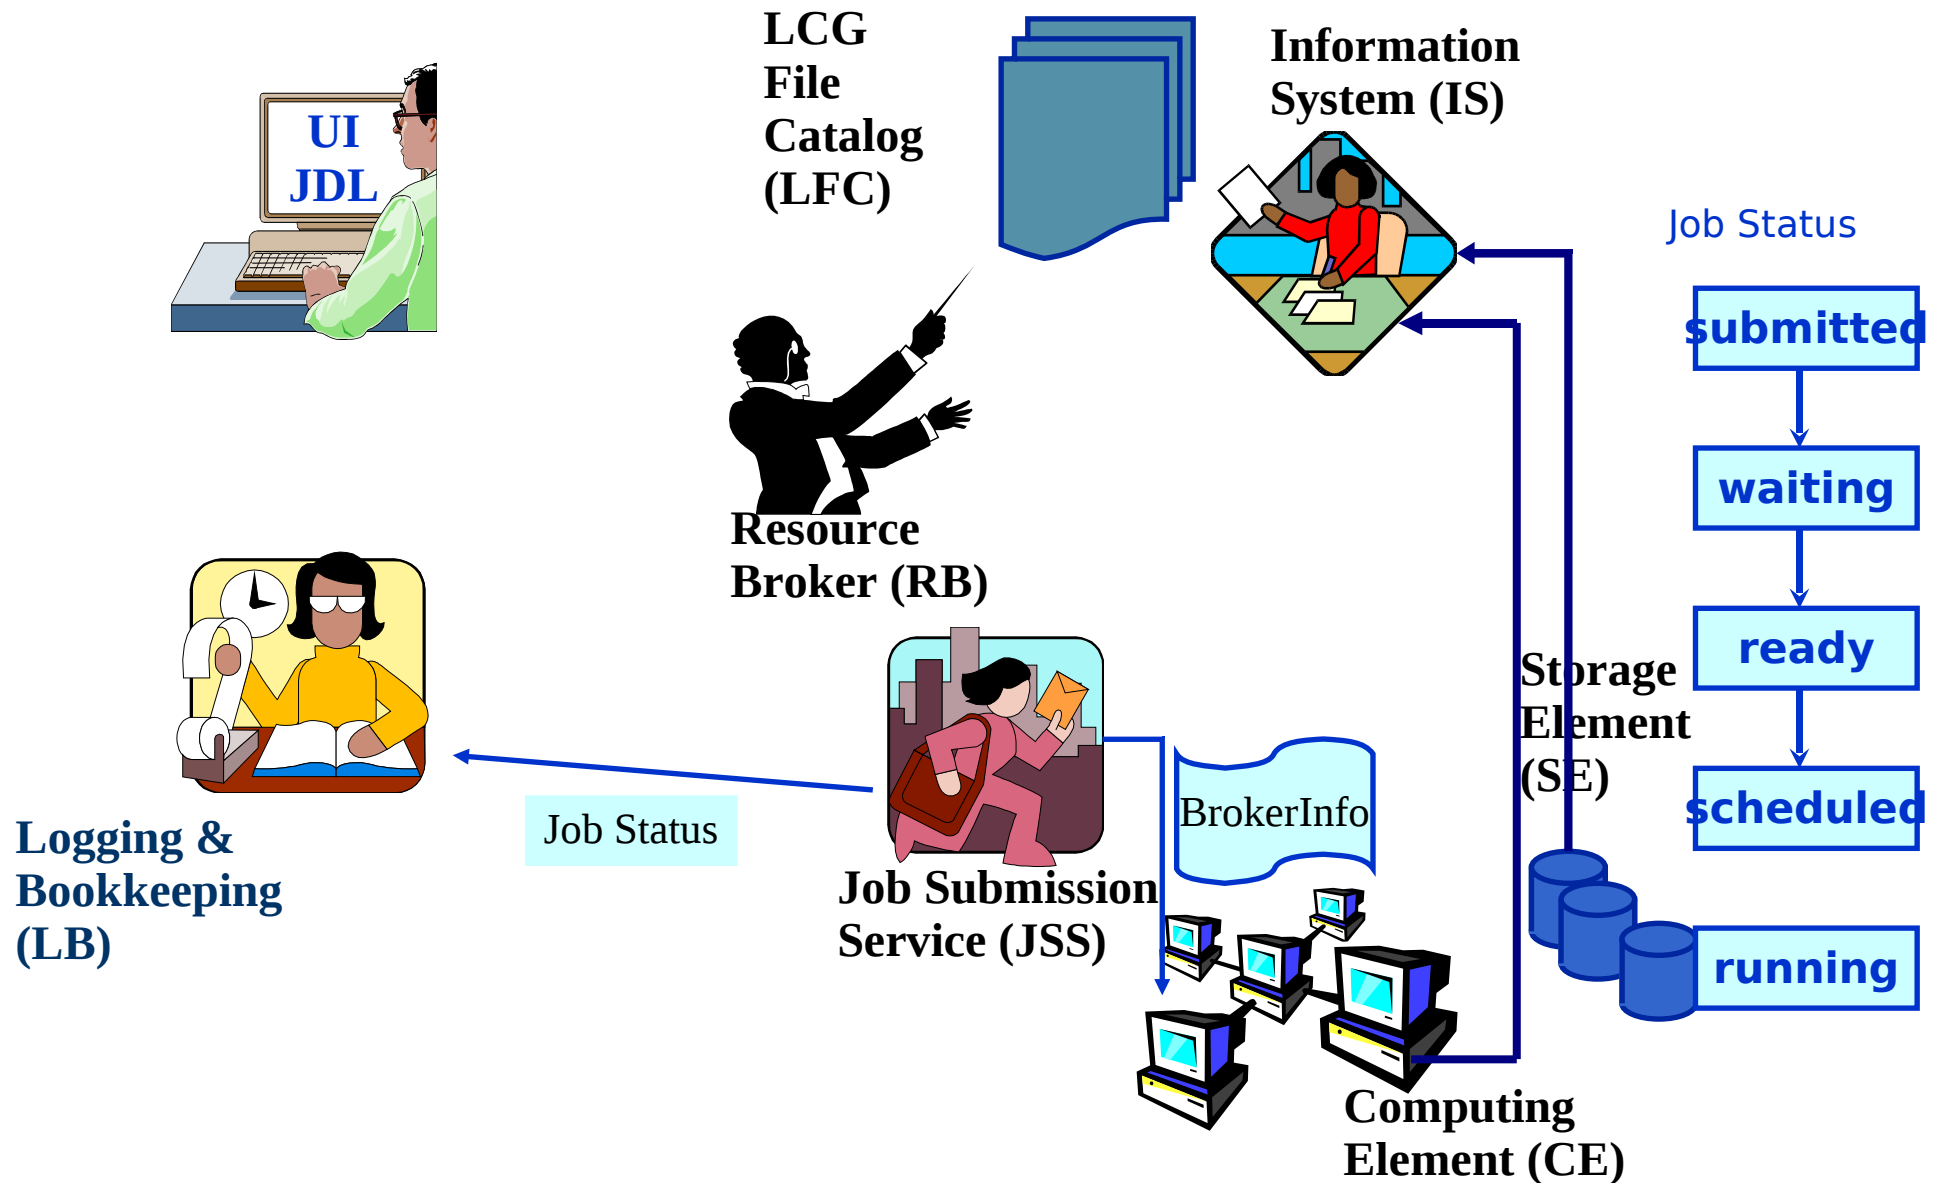 LCG
File
Catalog
(LFC)
Information
System (IS)
UI
JDL
Job Status
submitted
waiting
Resource
Broker (RB)
ready
Storage
Element
(SE)
scheduled
BrokerInfo
Job Status
Logging &
Bookkeeping
(LB)
Job Submission
Service (JSS)
running
Computing
Element (CE)